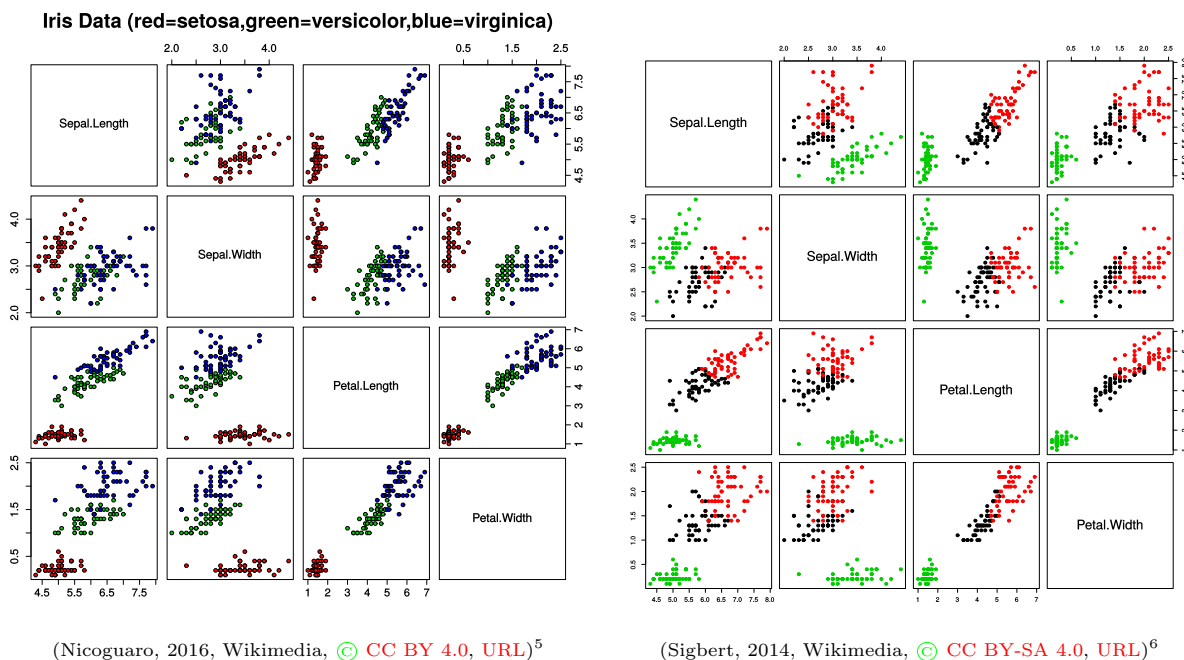 Iris Data (red=setosa,green=versicolor,blue=virginica)
2.0 3.0 4.0
0.5 1.5 2.5
Sepal.Length
4.5 5.5 6.5 7.5
2.0 3.0 4.0
Sepal.Width
Petal.Length
1 2 3 4 5 6 7
0.5 1.5 2.5
Petal.Width
4.5 5.5 6.5 7.5
1 2 3 4 5 6 7
2.0 2.5 3.0 3.5 4.0
0.5 1.0 1.5 2.0 2.5
Sepal.Length
2.0 2.5 3.0 3.5 4.0
Sepal.Width
Petal.Length
0.5 1.0 1.5 2.0 2.5
Petal.Width
4.5 5.0 5.5 6.0 6.5 7.0 7.5 8.0
1 2 3 4 5 6 7
(Nicoguaro, 2016, Wikimedia, © CC BY 4.0, URL)⁵
(Sigbert, 2014, Wikimedia, © CC BY-SA 4.0, URL)⁶